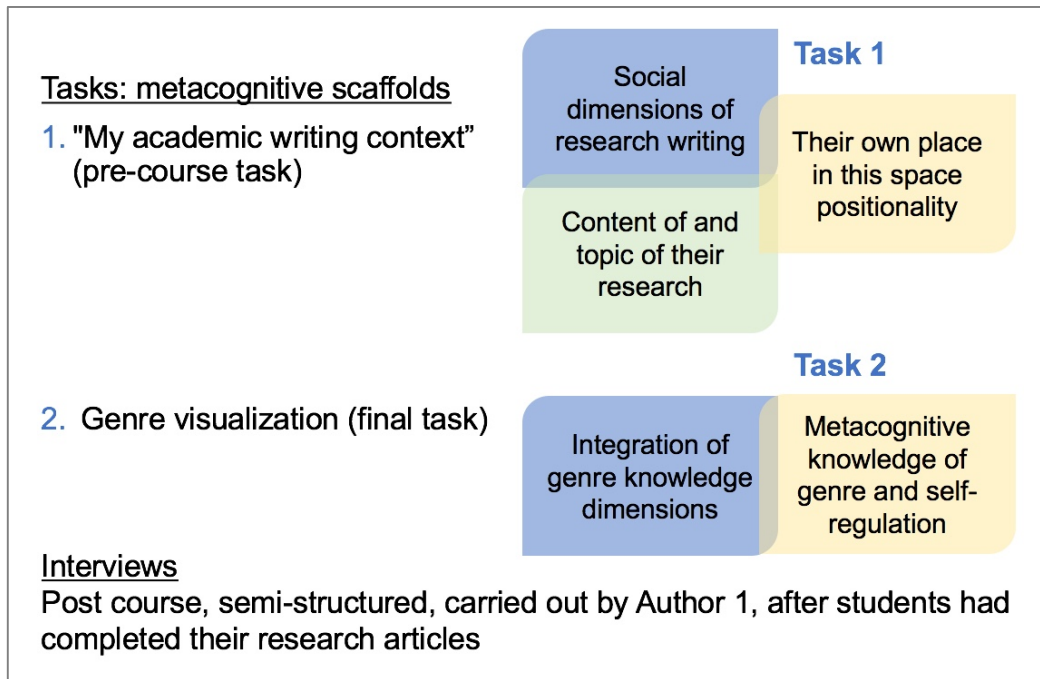 Tasks: metacognitive scaffolds
1. "My academic writing context”
(pre-course task)
Task 1
Social
dimensions of
research writing
Their own place
in this space
positionality
Content of and
topic of their
research
Task 2
2. Genre visualization (final task)
Integration of
genre knowledge
dimensions
Metacognitive
knowledge of
genre and self-
regulation
Interviews
Post course, semi-structured, carried out by Author 1, after students had
completed their research articles